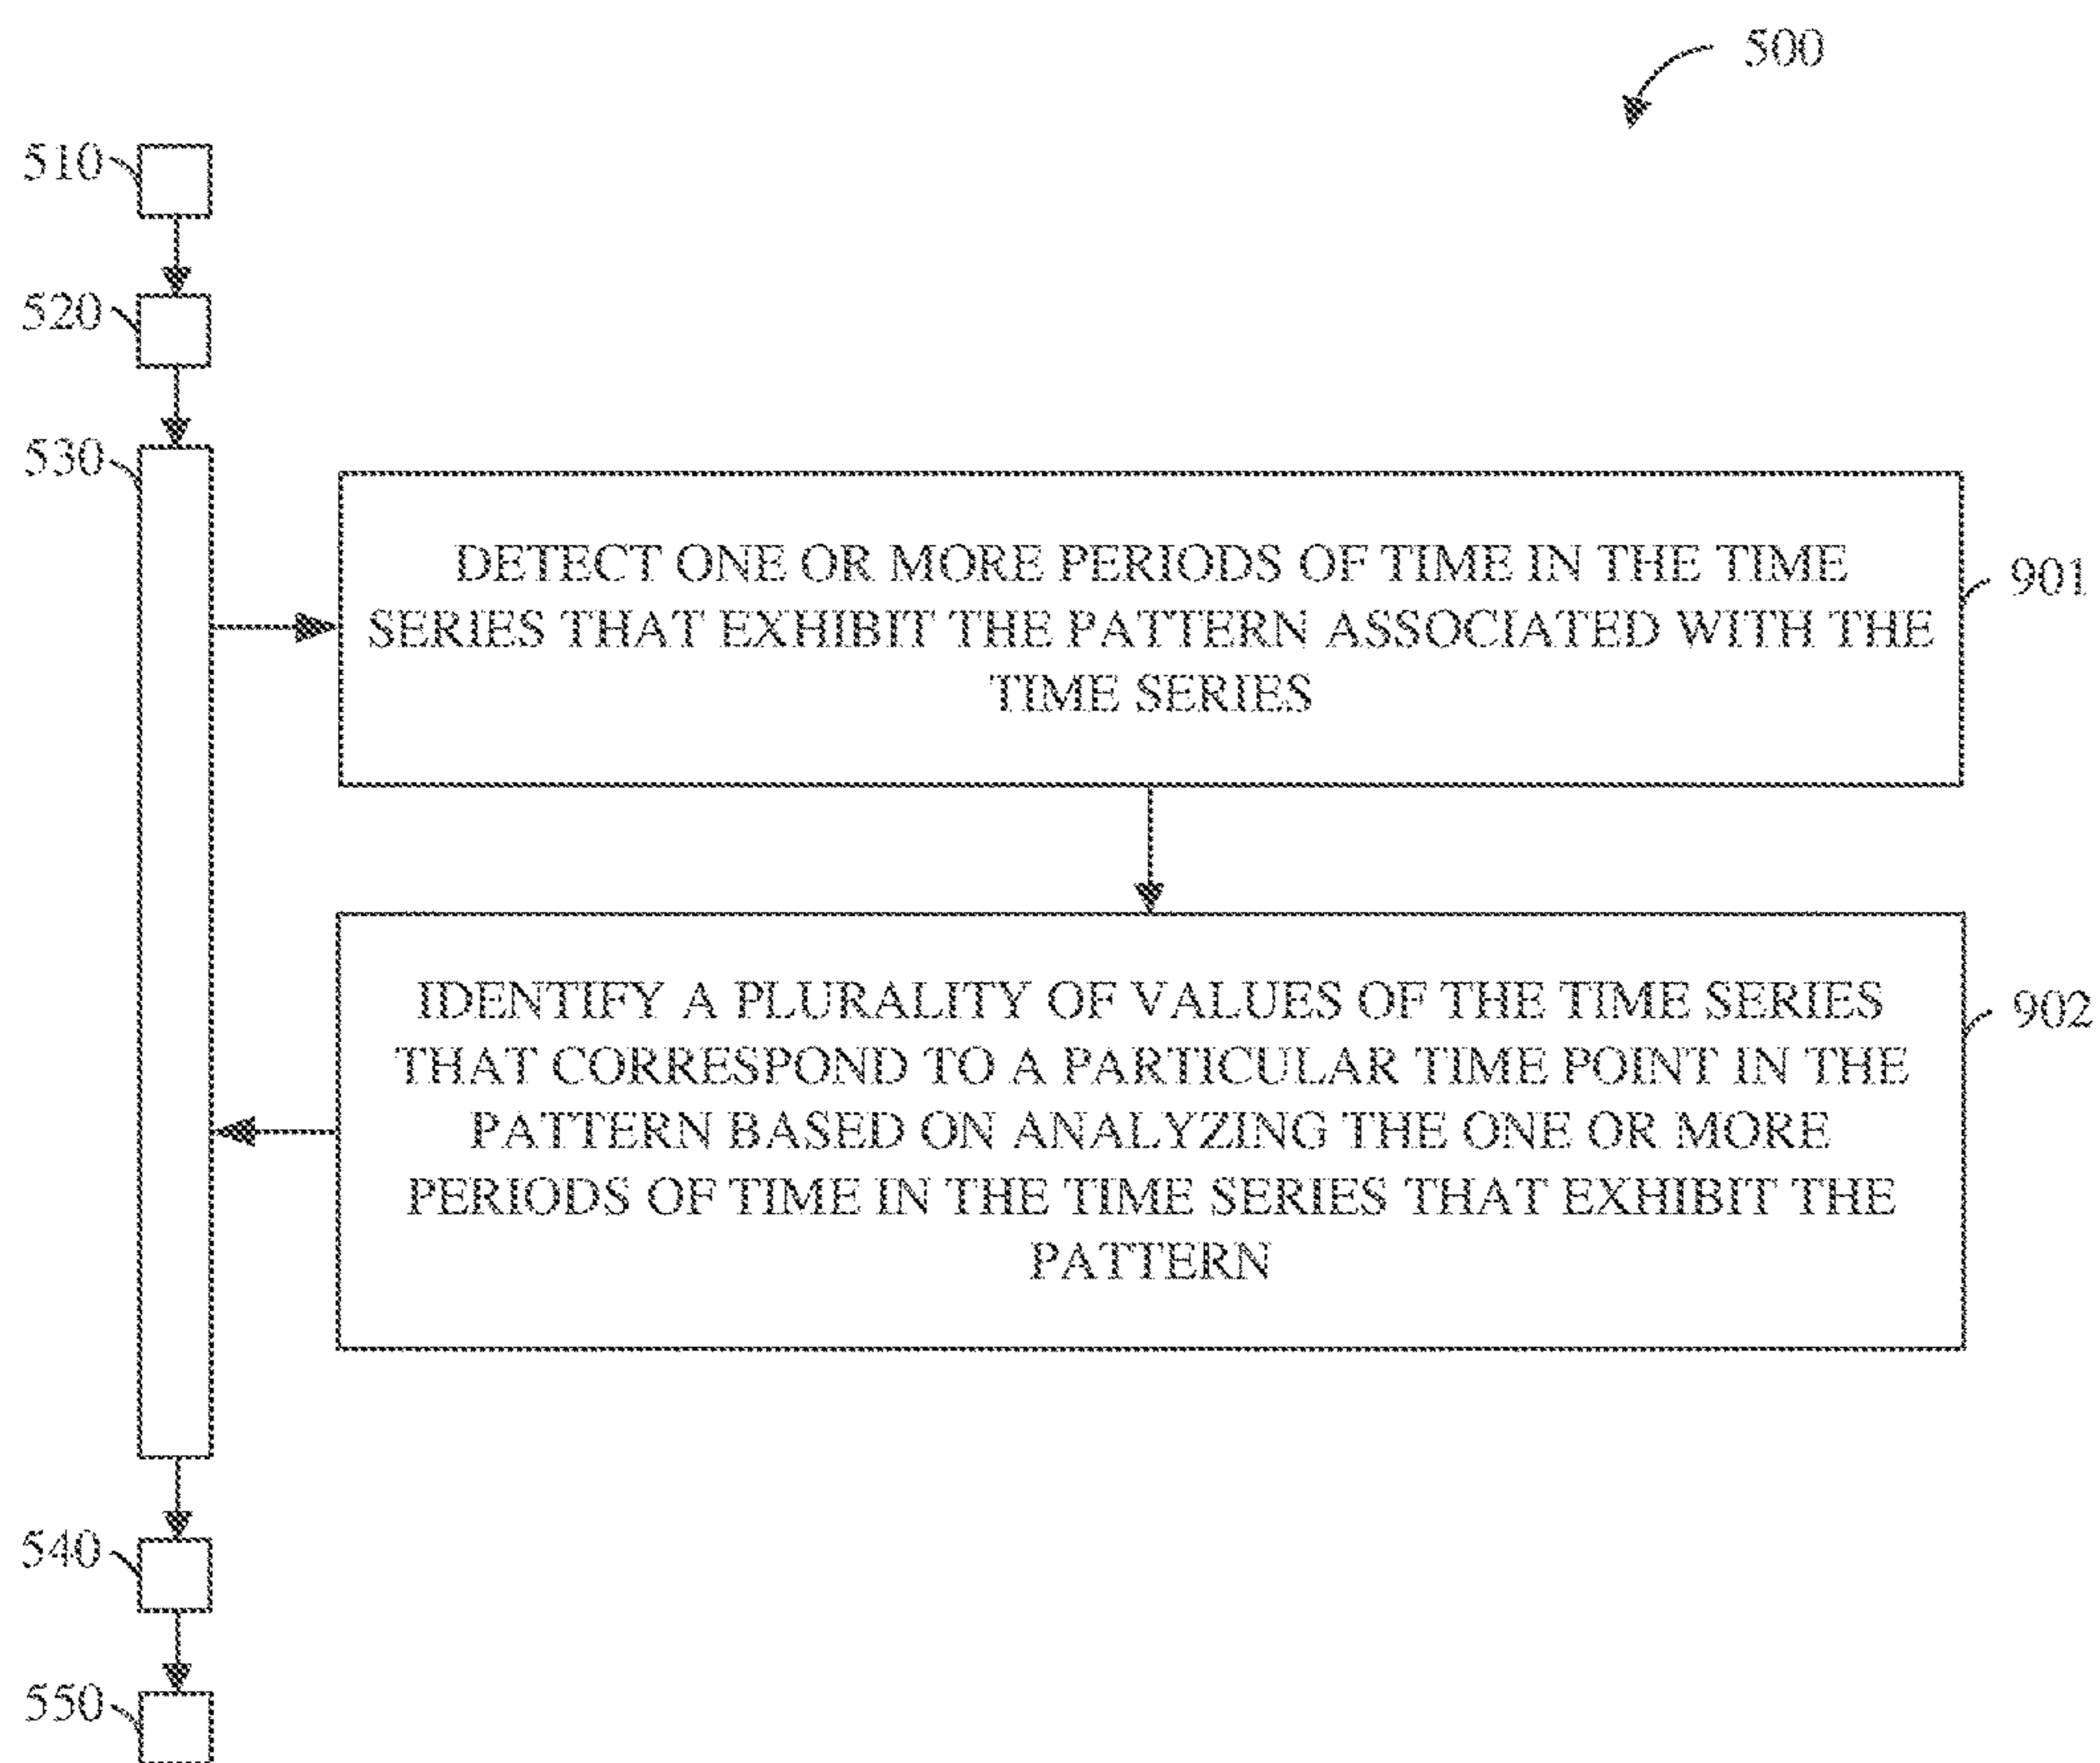 500
510
520
530
DETECT ONE OR MORE PERIODS OF TIME IN THE TIME
SERIES THAT EXHIBIT THE PATTERN ASSOCIATED WITH THE
TIME SERIES
901
IDENTIFY A PLURALITY OF VALUES OF THE TIME SERIES
THAT CORRESPOND TO A PARTICULAR TIME POINT IN THE
PATTERN BASED ON ANALYZING THE ONE OR MORE
PERIODS OF TIME IN THE TIME SERIES THAT EXHIBIT THE
PATTERN
902
540
550